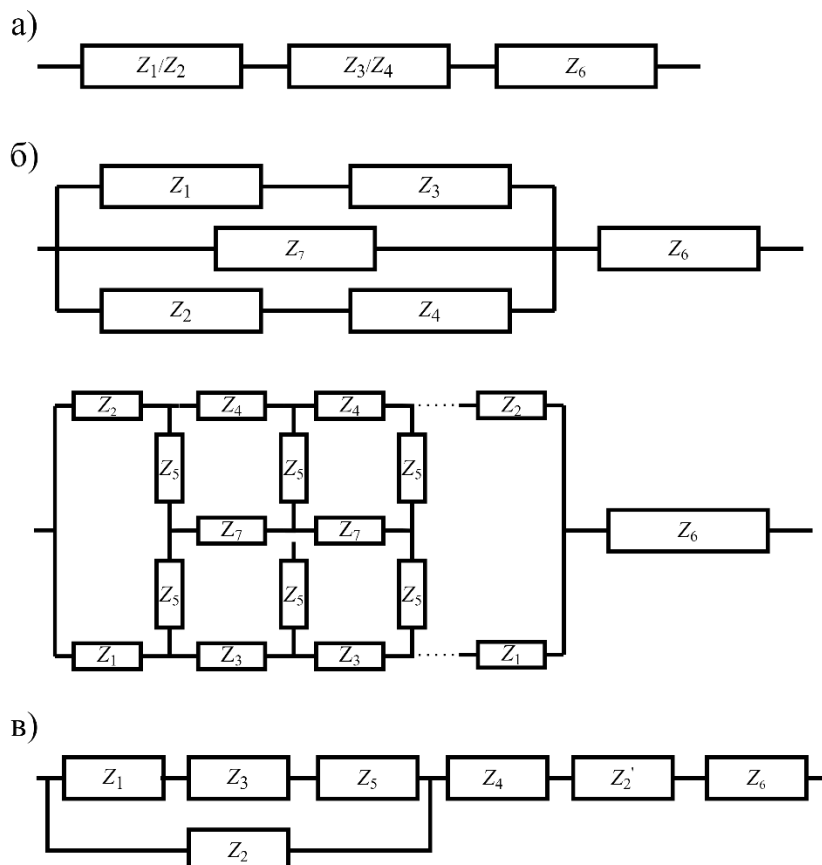 а)
Z1/Z2 Z3/Z4 Z6
б)
Z1 Z3
Z7 Z6
Z2 Z4
Z2 Z4 Z4 Z2
Z5 Z5 Z5
Z7 Z7 Z6
Z5 Z5 Z5
Z1 Z3 Z3 Z1
в)
Z1 Z3 Z5 Z4 Z2' Z6
Z2